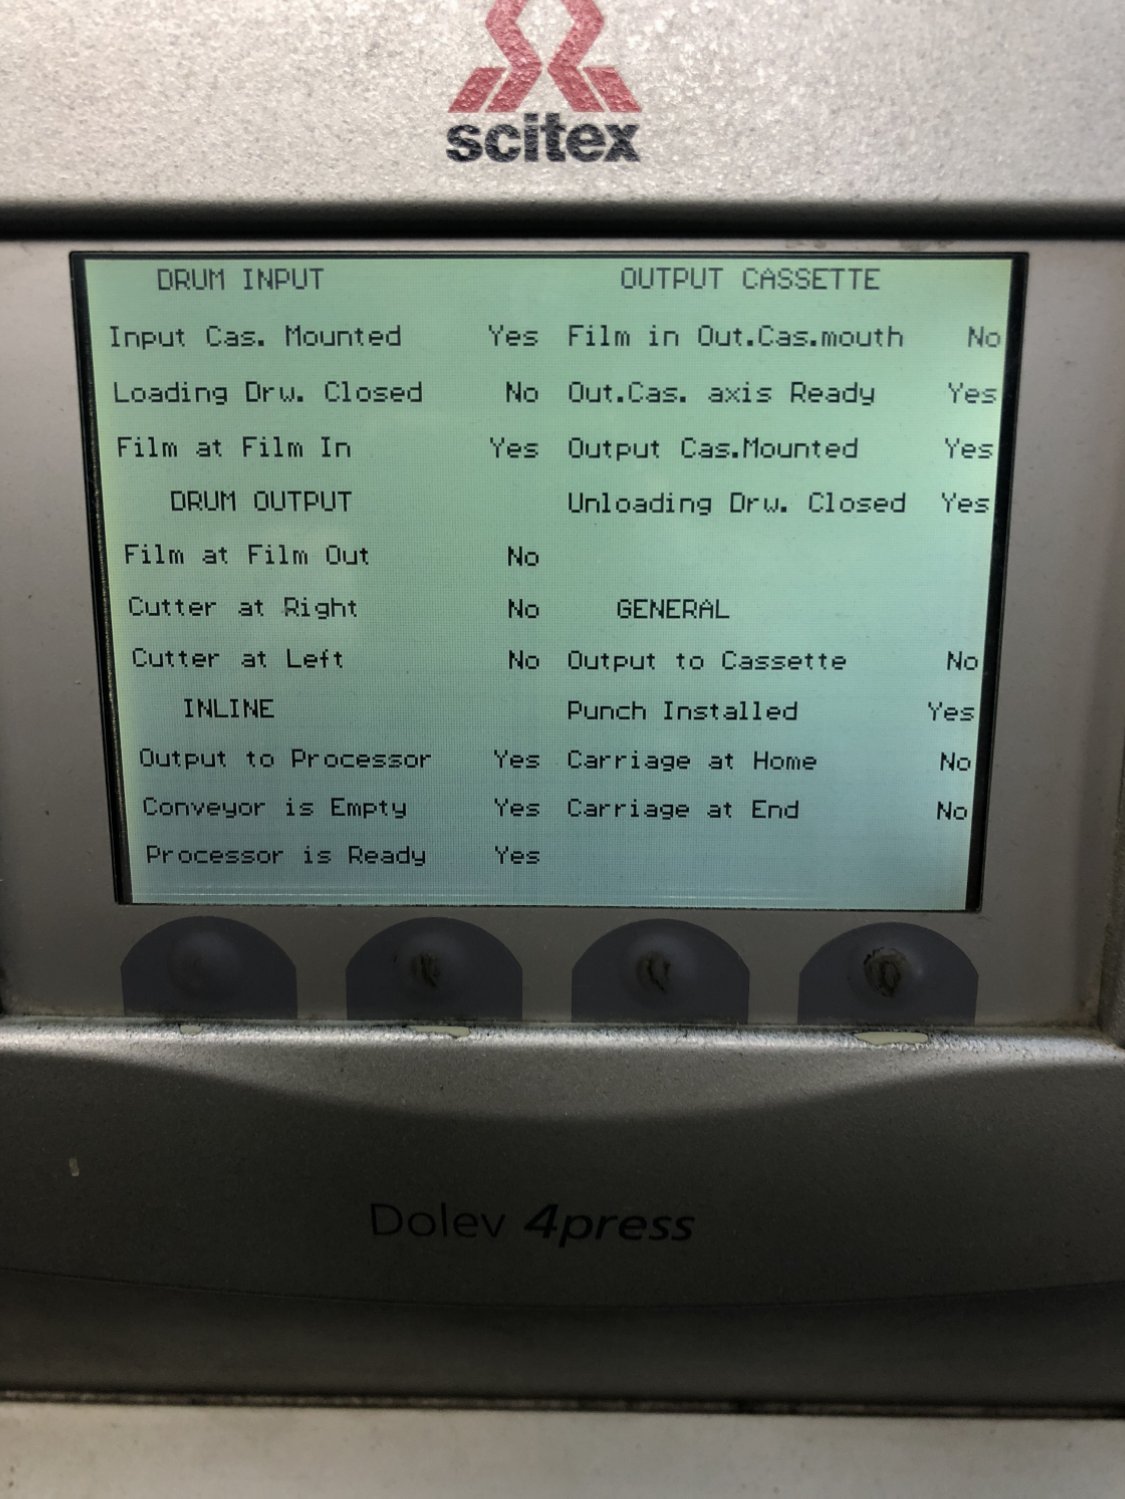 scitex
DRUM INPUT
Input Cas. Mounted Yes
Loading Drw. Closed No
Film at Film In Yes
DRUM OUTPUT
Film at Film Out No
Cutter at Right No
Cutter at Left No
INLINE
Output to Processor Yes
Conveyor is Empty Yes
Processor is Ready Yes
OUTPUT CASSETTE
Film in Out.Cas.mouth No
Out.Cas. axis Ready Yes
Output Cas.Mounted Yes
Unloading Drw. Closed Yes
GENERAL
Output to Cassette No
Punch Installed Yes
Carriage at Home No
Carriage at End No
Dolev 4press